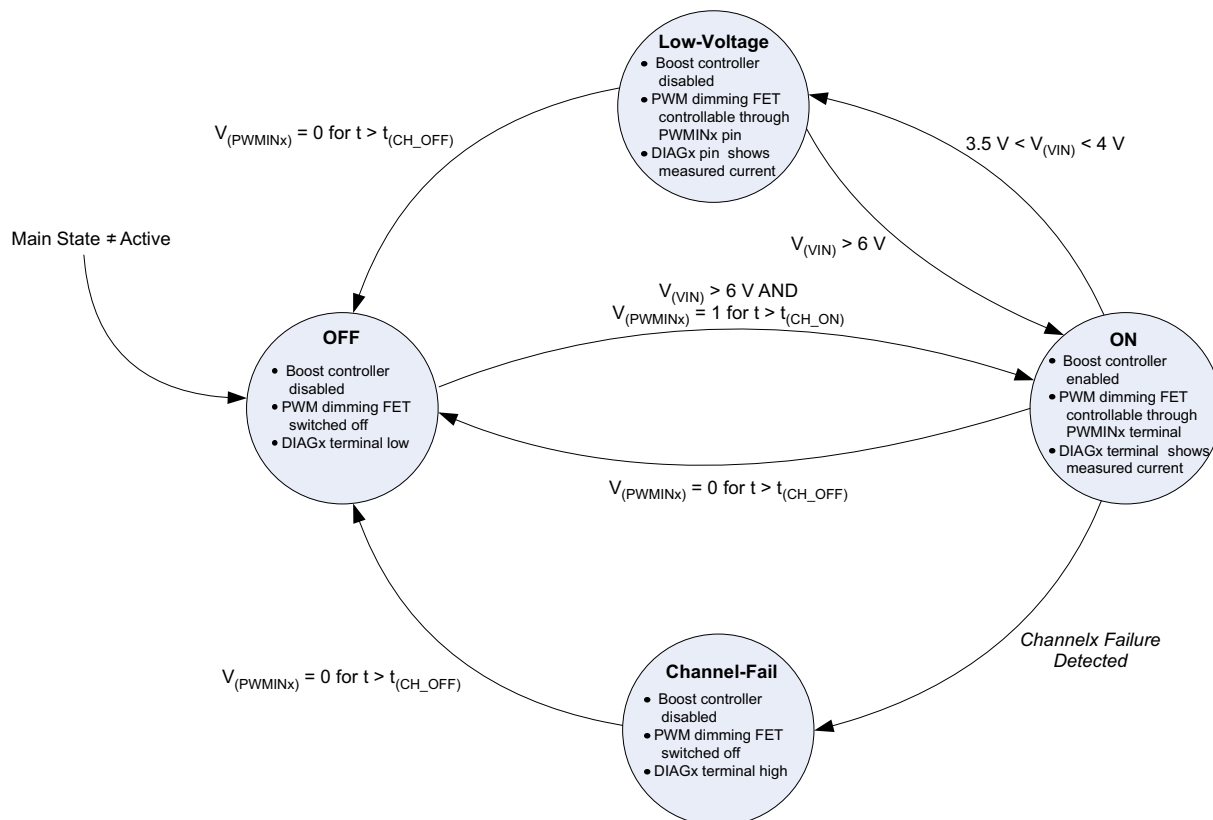 Low-Voltage
• Boost controller
disabled
• PWM dimming FET
controllable through
PWMINx pin
• DIAGx pin shows
measured current
V(PWMINx) = 0 for t > t(CH_OFF)
3.5 V < V(VIN) < 4 V
Main State ≠ Active
V(VIN) > 6 V
V(VIN) > 6 V AND
V(PWMINx) = 1 for t > t(CH_ON)
OFF
• Boost controller
disabled
• PWM dimming FET
switched off
• DIAGx terminal low
ON
• Boost controller
enabled
• PWM dimming FET
controllable through
PWMINx terminal
• DIAGx terminal shows
measured current
V(PWMINx) = 0 for t > t(CH_OFF)
Channelx Failure
Detected
V(PWMINx) = 0 for t > t(CH_OFF)
Channel-Fail
• Boost controller
disabled
• PWM dimming FET
switched off
• DIAGx terminal high